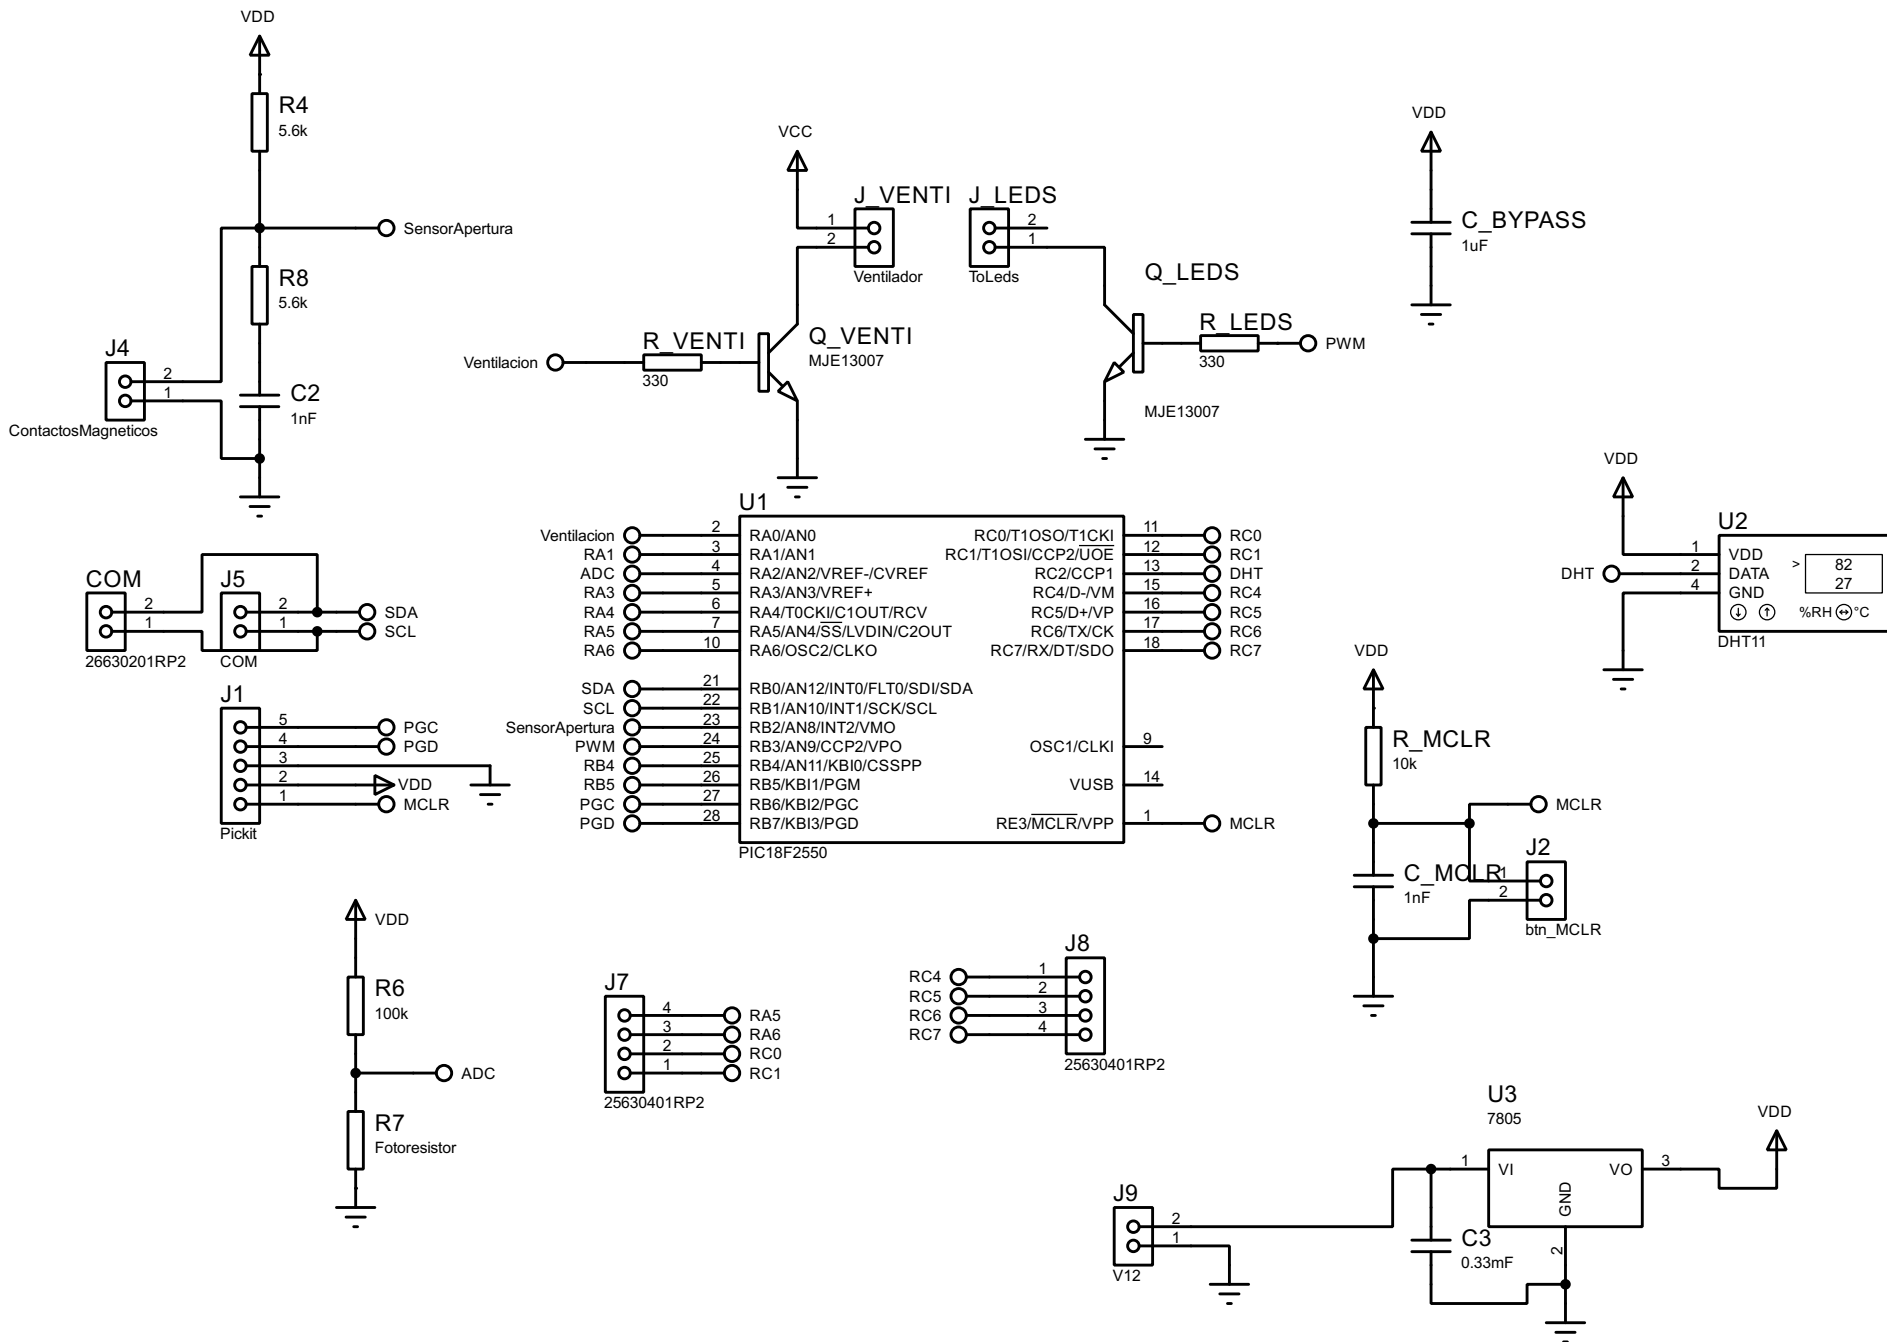 VDD
R4
5.6k
SensorApertura
R8
5.6k
J4
2
1
ContactosMagneticos
C2
1nF
VCC
J_VENTI
1
2
Ventilador
J_LEDS
2
1
ToLeds
Ventilacion
R_VENTI
330
Q_VENTI
MJE13007
Q_LEDS
MJE13007
R_LEDS
330
PWM
VDD
C_BYPASS
1uF
COM
2
1
26630201RP2
J5
2
1
COM
SDA
SCL
J1
5
4
3
2
1
PGC
PGD
VDD
MCLR
Pickit
U1
Ventilacion 2 RA0/AN0
RA1 3 RA1/AN1
ADC 4 RA2/AN2/VREF-/CVREF
RA3 5 RA3/AN3/VREF+
RA4 6 RA4/T0CKI/C1OUT/RCV
RA5 7 RA5/AN4/SS/LVDIN/C2OUT
RA6 10 RA6/OSC2/CLKO
SDA 21 RB0/AN12/INT0/FLT0/SDI/SDA
SCL 22 RB1/AN10/INT1/SCK/SCL
SensorApertura 23 RB2/AN8/INT2/VMO
PWM 24 RB3/AN9/CCP2/VPO
RB4 25 RB4/AN11/KBI0/CSSPP
RB5 26 RB5/KBI1/PGM
PGC 27 RB6/KBI2/PGC
PGD 28 RB7/KBI3/PGD
RC0/T1OSO/T1CKI 11 RC0
RC1/T1OSI/CCP2/UOE 12 RC1
RC2/CCP1 13 DHT
RC4/D-/VM 15 RC4
RC5/D+/VP 16 RC5
RC6/TX/CK 17 RC6
RC7/RX/DT/SDO 18 RC7
OSC1/CLKI 9
VUSB 14
RE3/MCLR/VPP 1 MCLR
PIC18F2550
VDD
U2
1 VDD
DHT 2 DATA
4 GND
> 82
27
%RH °C
DHT11
VDD
R_MCLR
10k
MCLR
C_MCLR
1nF
J2
1
2
btn_MCLR
VDD
R6
100k
ADC
R7
Fotoresistor
J7
4 RA5
3 RA6
2 RC0
1 RC1
25630401RP2
J8
RC4 1
RC5 2
RC6 3
RC7 4
25630401RP2
J9
2
1
V12
U3
7805
1 VI
VO 3
GND
2
C3
0.33mF
VDD